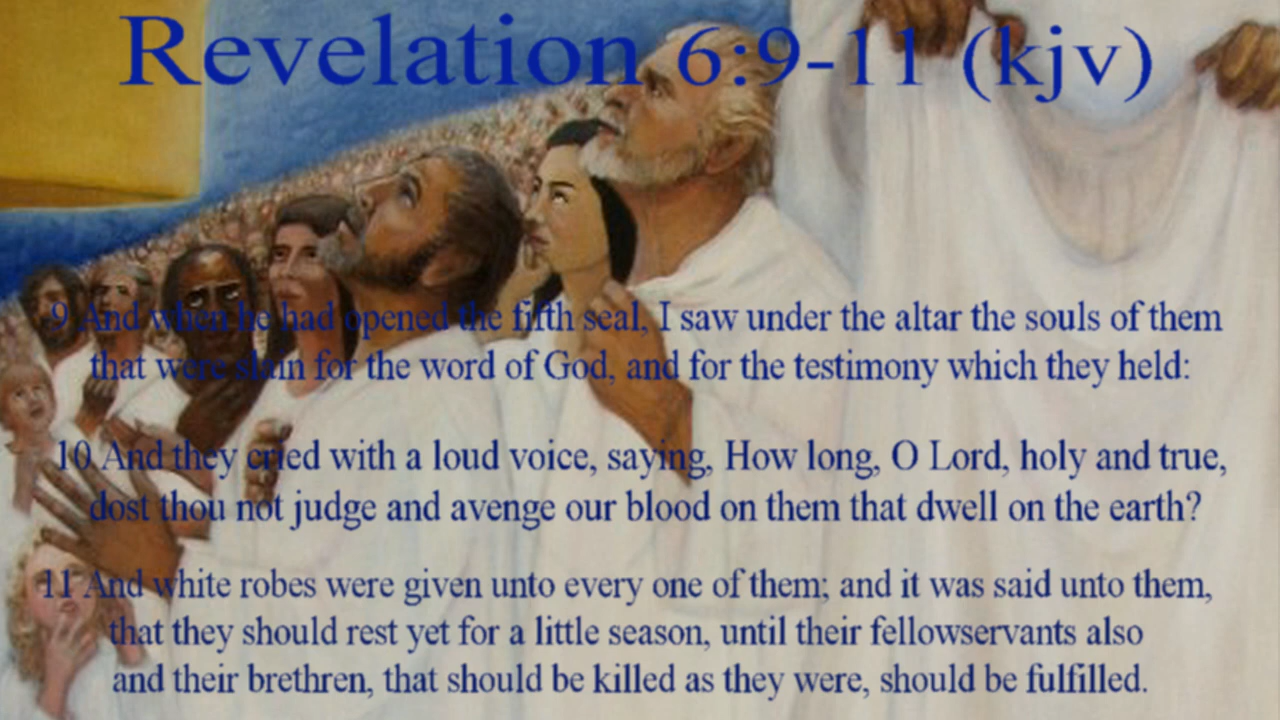 Revelation 6:9-11 (kjv)
9 And when he had opened the fifth seal, I saw under the altar the souls of them
that were slain for the word of God, and for the testimony which they held:
10 And they cried with a loud voice, saying, How long, O Lord, holy and true,
dost thou not judge and avenge our blood on them that dwell on the earth?
11 And white robes were given unto every one of them; and it was said unto them,
that they should rest yet for a little season, until their fellowservants also
and their brethren, that should be killed as they were, should be fulfilled.